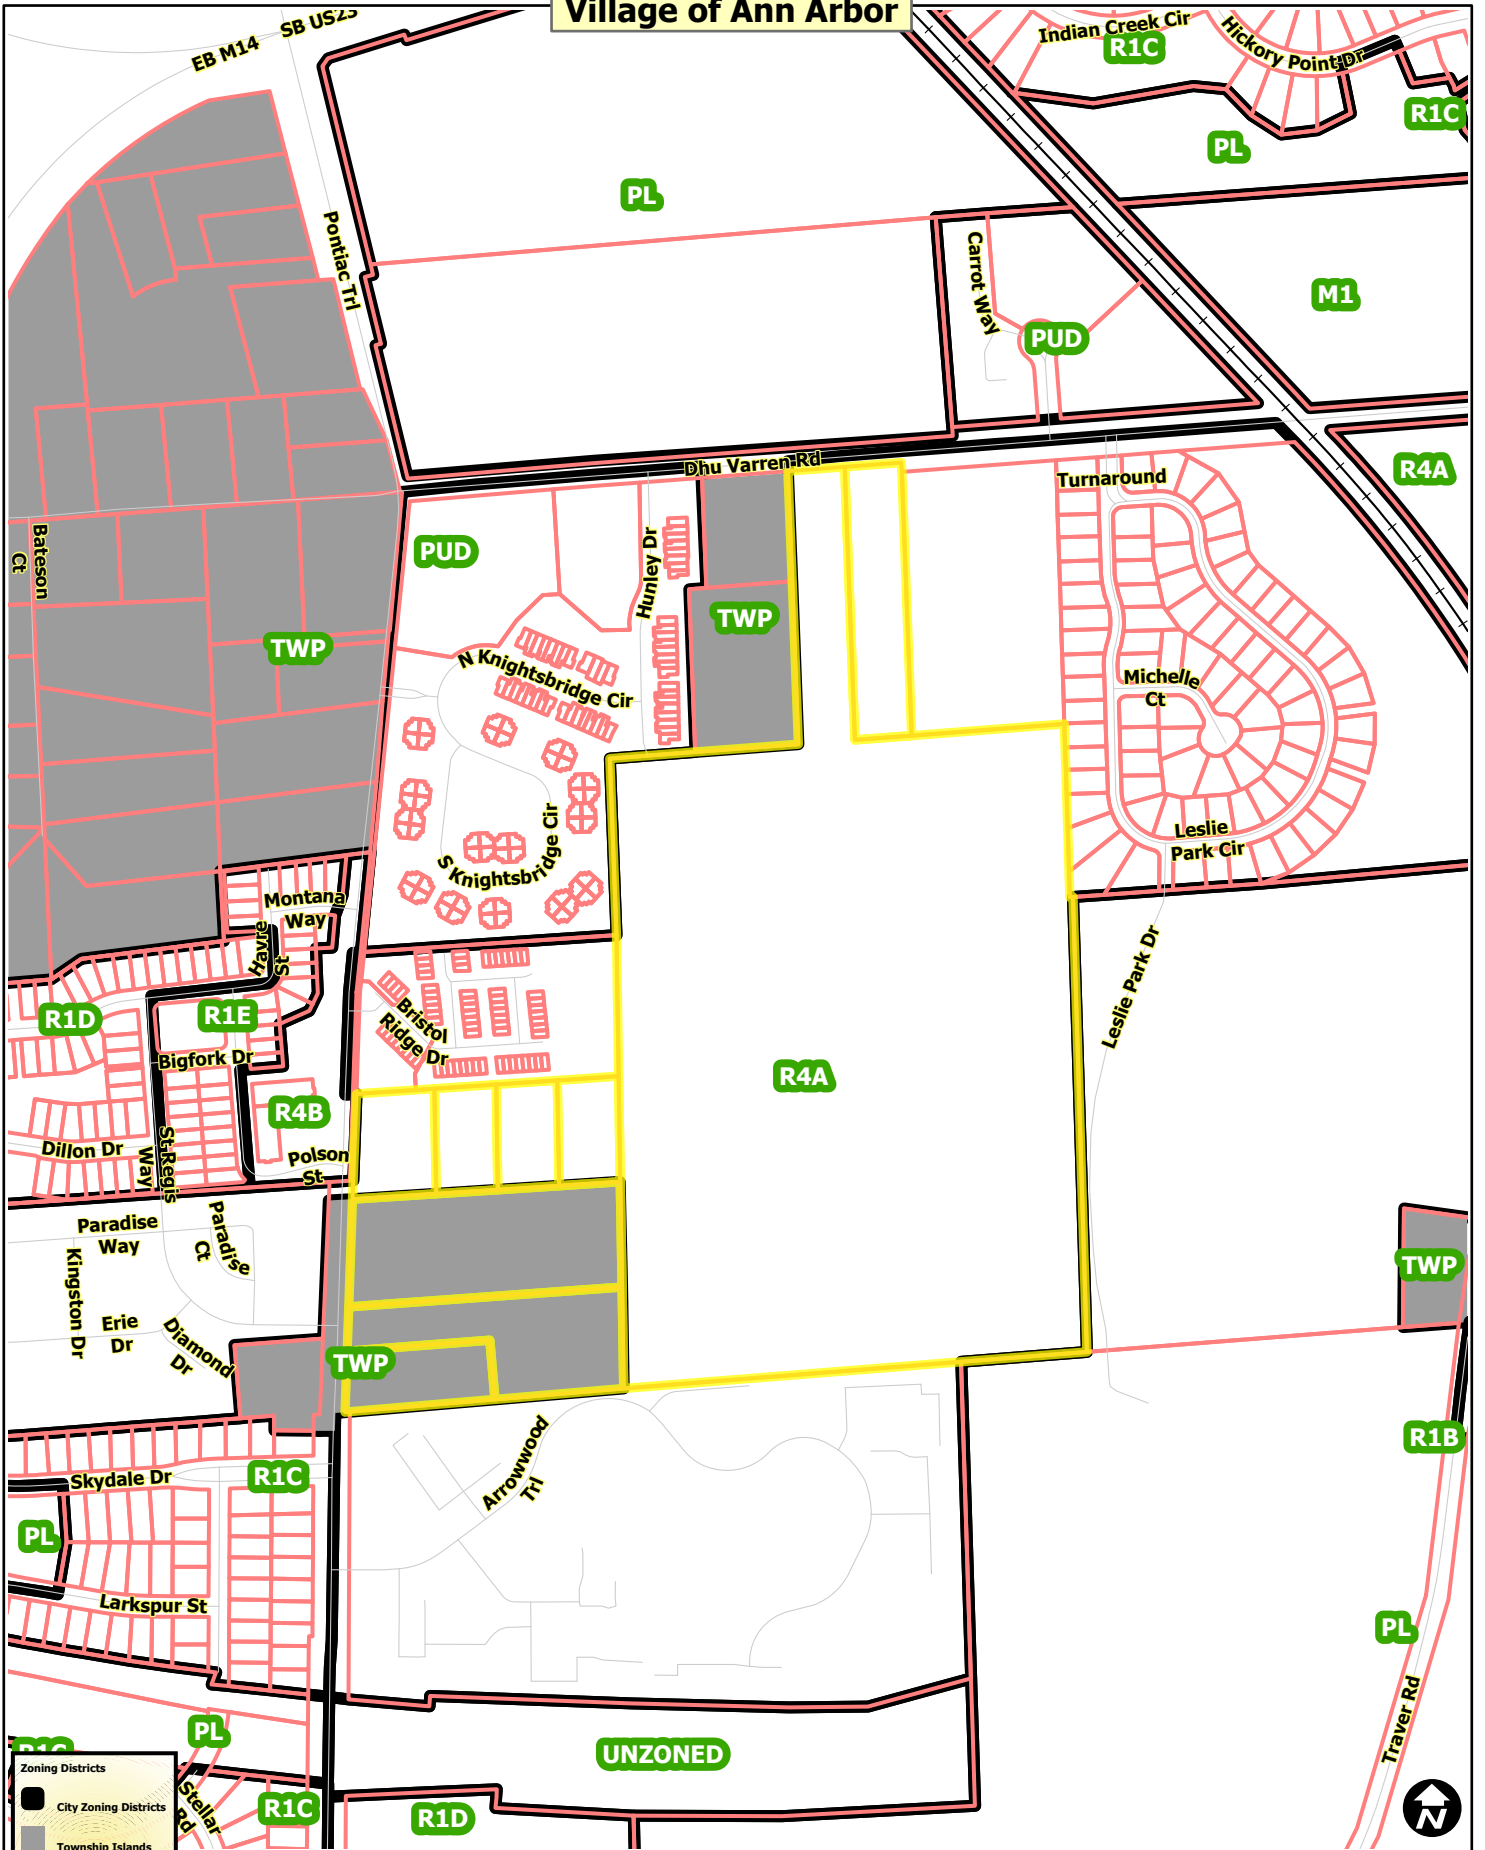 Village of Ann Arbor
SB US23
EB M14
Indian Creek Cir
Hickory Point Dr
R1C
R1C
PL
PL
Pontiac Trl
Carrot Way
M1
PUD
Dhu Varren Rd
R4A
Turnaround
Bateson
Ct
PUD
Hunley Dr
TWP
TWP
N Knightsbridge Cir
Michelle
Ct
S Knightsbridge Cir
Leslie
Park Cir
Montana
Way
Havre
St
Leslie Park Dr
R1D
R1E
Bristol
Ridge Dr
Bigfork Dr
R4A
R4B
Dillon Dr
St Regis
Way
Polson
St
Paradise
Way
Paradise
Ct
Kingston Dr
TWP
Erie
Dr
Diamond
Dr
TWP
Arrowwood
Trl
R1B
Skydale Dr
R1C
PL
Larkspur St
PL
Traver Rd
PL
UNZONED
R1C
Zoning Districts
City Zoning Districts
Township Islands
Stellar
Rd
R1C
R1D
N